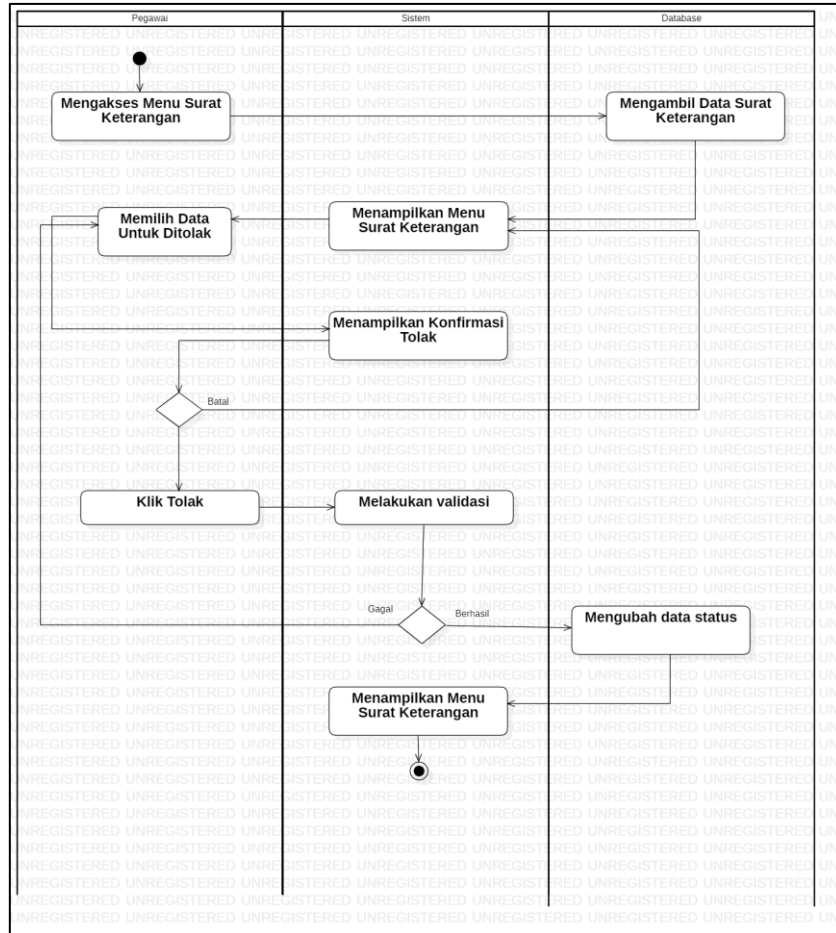 Pegawai
Sistem
Database
Mengakses Menu Surat
Keterangan
Mengambil Data Surat
Keterangan
Memilih Data
Untuk Ditolak
Menampilkan Menu
Surat Keterangan
Menampilkan Konfirmasi
Tolak
Batal
Klik Tolak
Melakukan validasi
Gagal
Berhasil
Mengubah data status
Menampilkan Menu
Surat Keterangan
UNREGISTERED